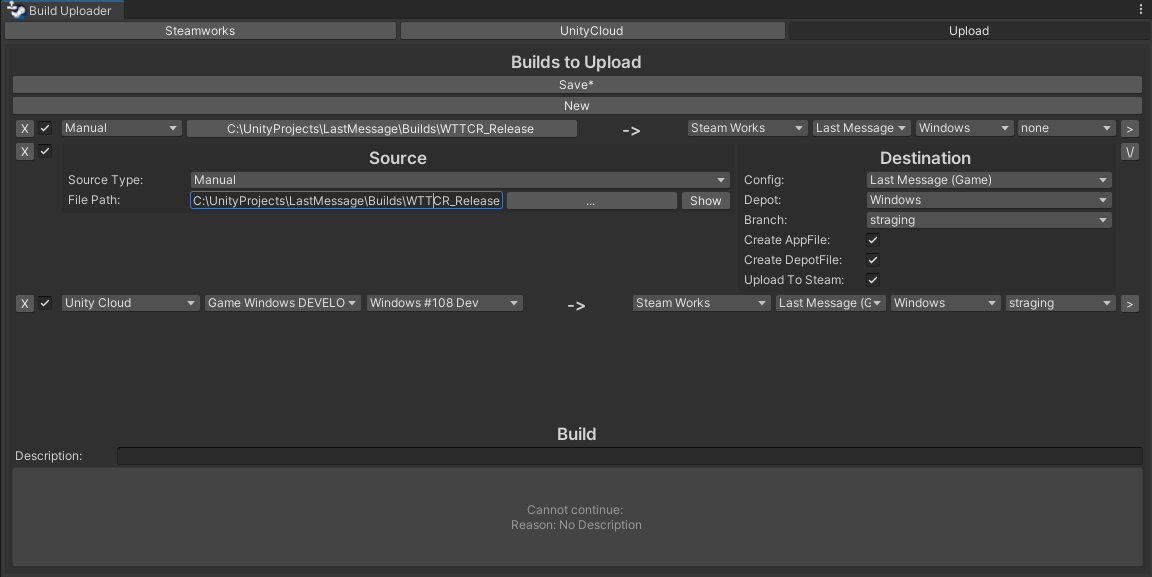 Build Uploader
Steamworks UnityCloud Upload
Builds to Upload
Save*
New
X Manual C:\UnityProjects\LastMessage\Builds\WTTCR_Release -> Steam Works Last Message Windows none >
X Source Destination \/
Source Type: Manual Config: Last Message (Game)
File Path: C:\UnityProjects\LastMessage\Builds\WTTCR_Release ... Show Depot: Windows
Branch: straging
Create AppFile:
Create DepotFile:
Upload To Steam:
X Unity Cloud Game Windows DEVELO Windows #108 Dev -> Steam Works Last Message (G Windows straging >
Build
Description:
Cannot continue:
Reason: No Description